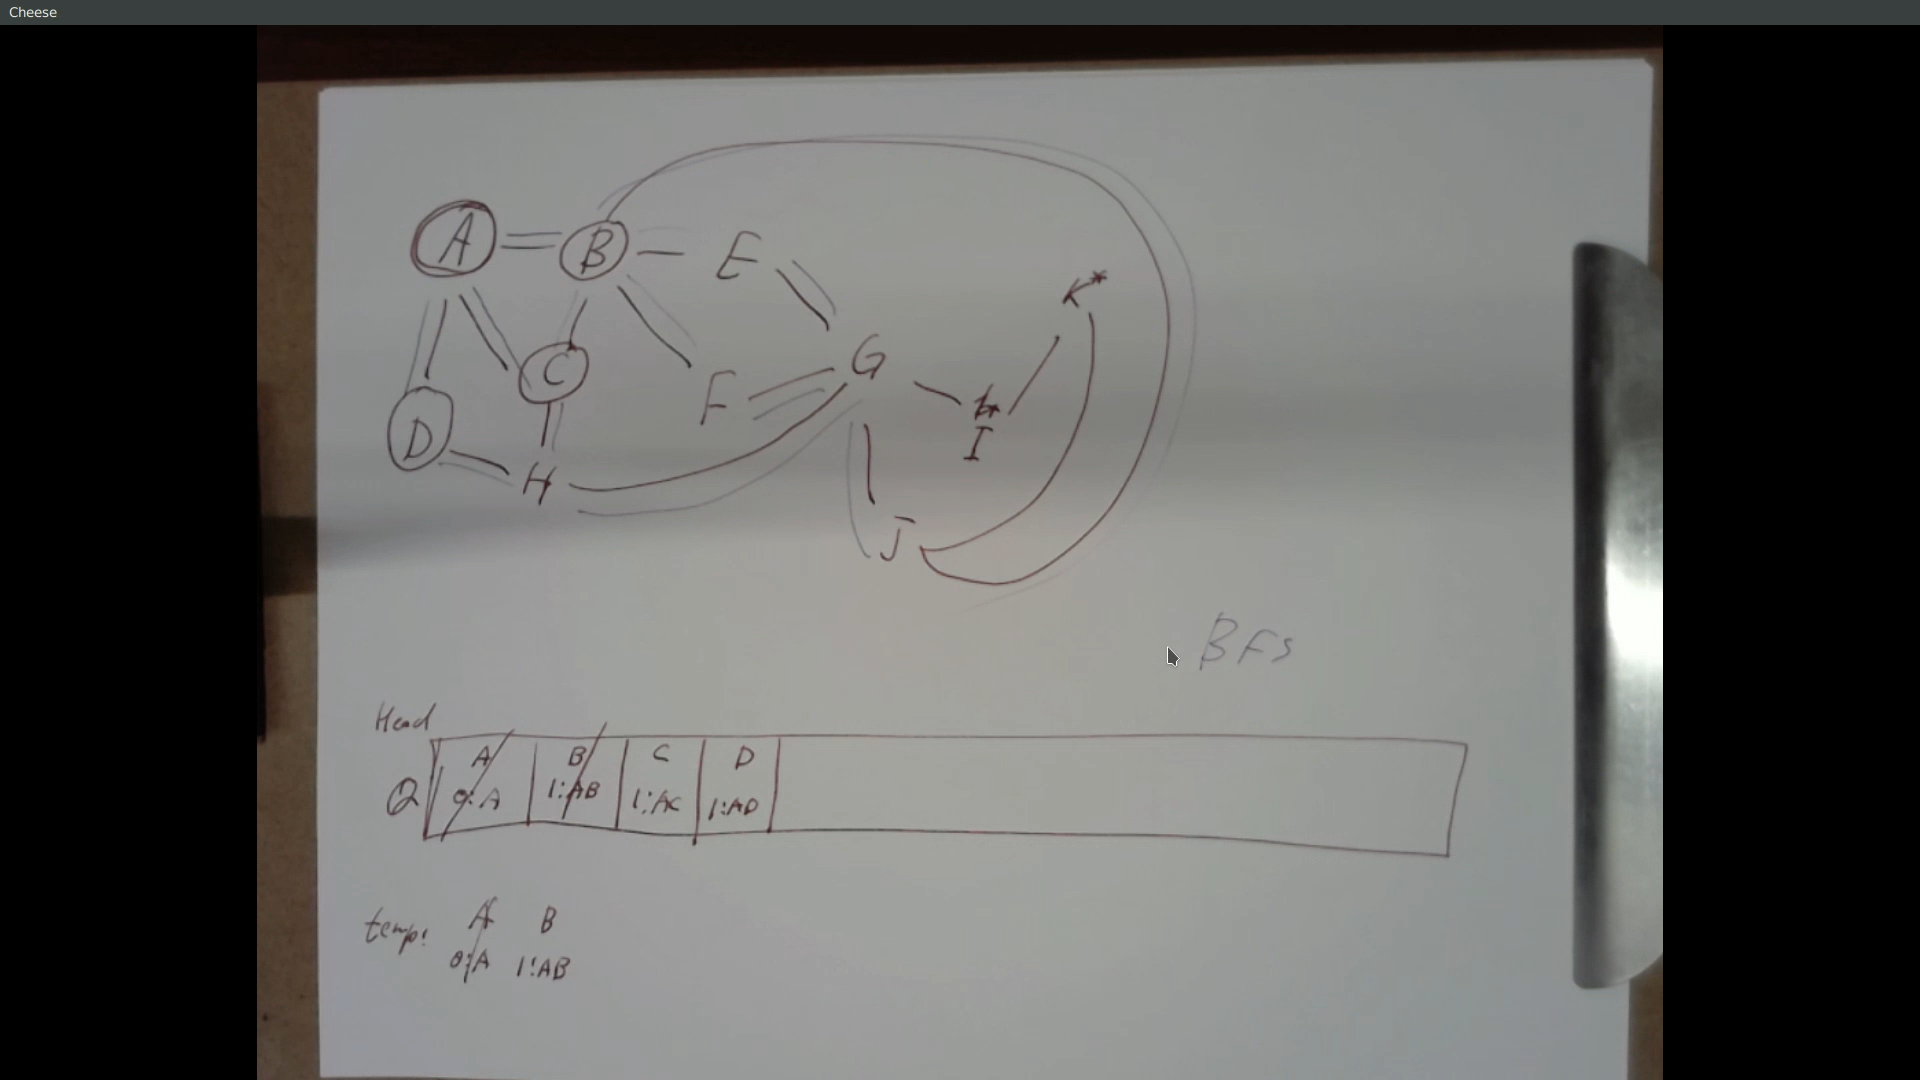 Cheese
A B E
K*
C G
F
D I
H
J
BFS
Head
A B C D
Q 0:A 1:AB 1:AC 1:AD
temp: A B
0:A 1:AB